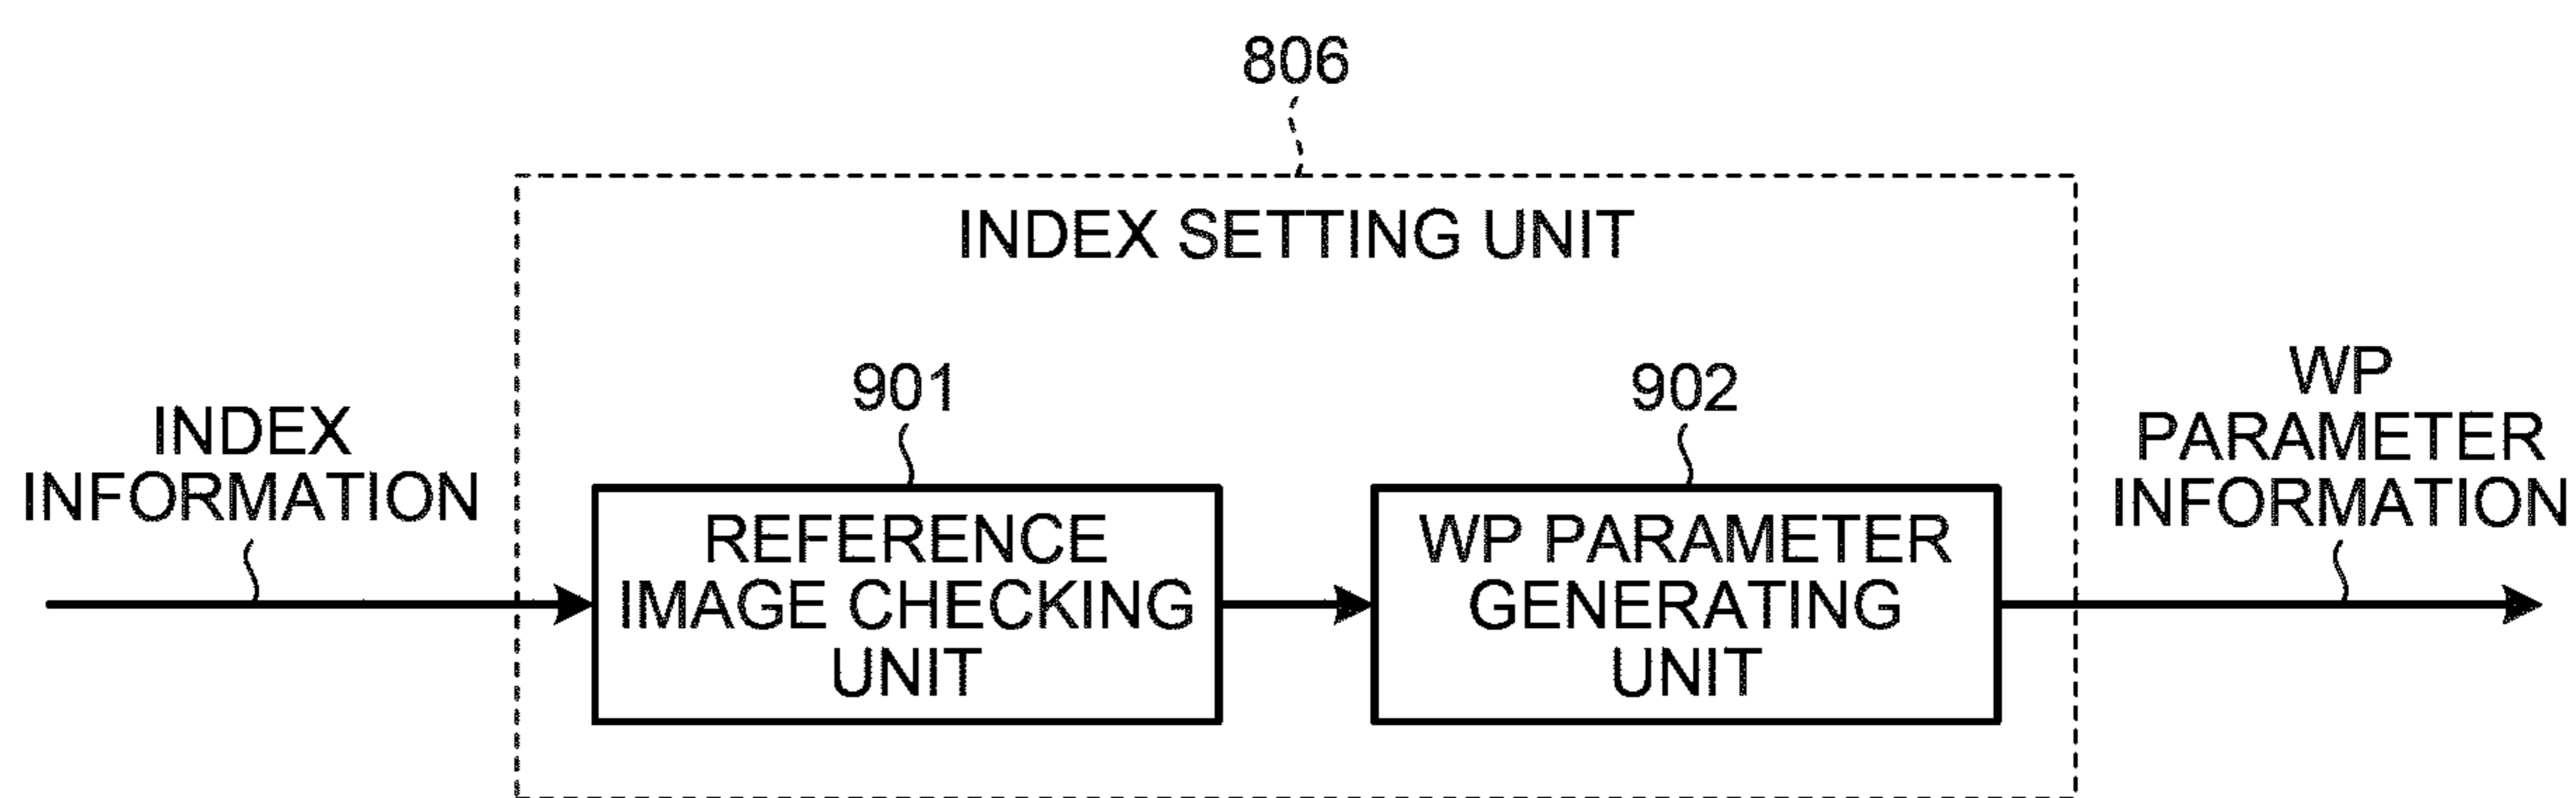 806
INDEX SETTING UNIT
INDEX
INFORMATION
901
REFERENCE
IMAGE CHECKING
UNIT
902
WP PARAMETER
GENERATING
UNIT
WP
PARAMETER
INFORMATION